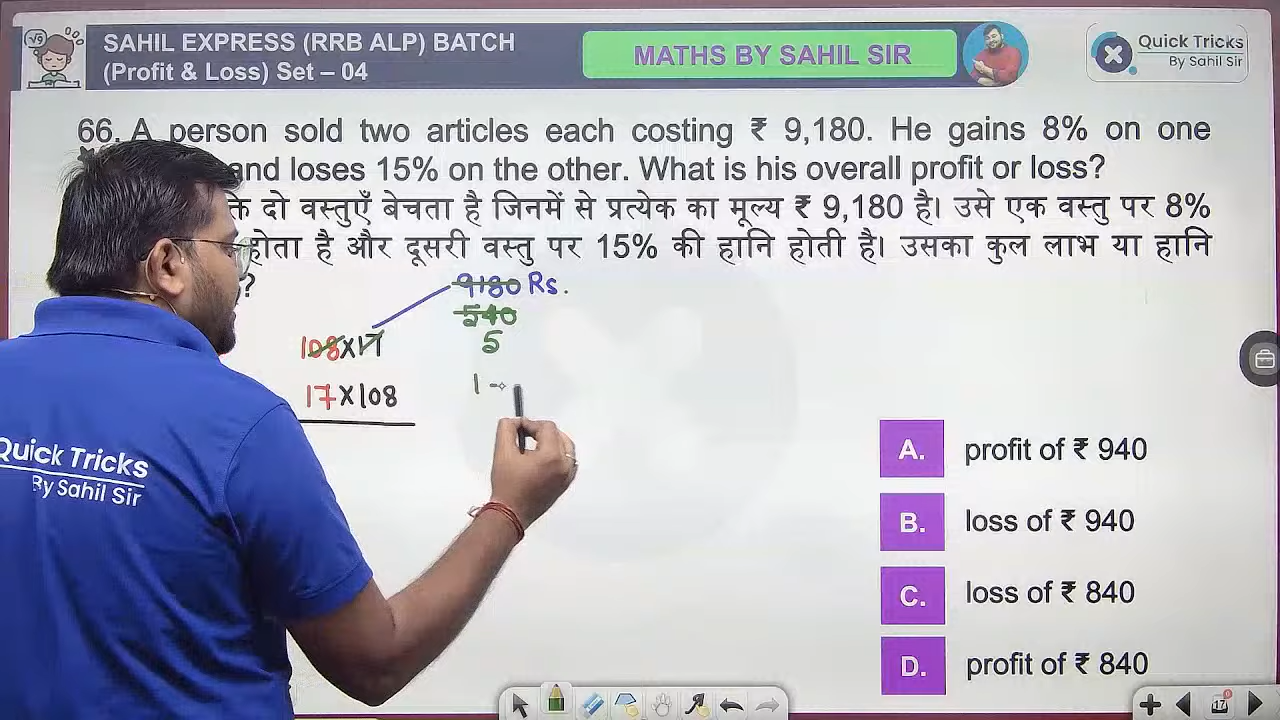 SAHIL EXPRESS (RRB ALP) BATCH
(Profit & Loss) Set – 04
MATHS BY SAHIL SIR
Quick Tricks
By Sahil Sir
66. A person sold two articles each costing ₹ 9,180. He gains 8% on one
and loses 15% on the other. What is his overall profit or loss?
दो वस्तुएँ बेचता है जिनमें से प्रत्येक का मूल्य ₹ 9,180 है। उसे एक वस्तु पर 8%
होता है और दूसरी वस्तु पर 15% की हानि होती है। उसका कुल लाभ या हानि
?
9180 Rs.
540
108x17 5
17x108 1 →
A. profit of ₹ 940
B. loss of ₹ 940
C. loss of ₹ 840
D. profit of ₹ 840
Quick Tricks
By Sahil Sir
17